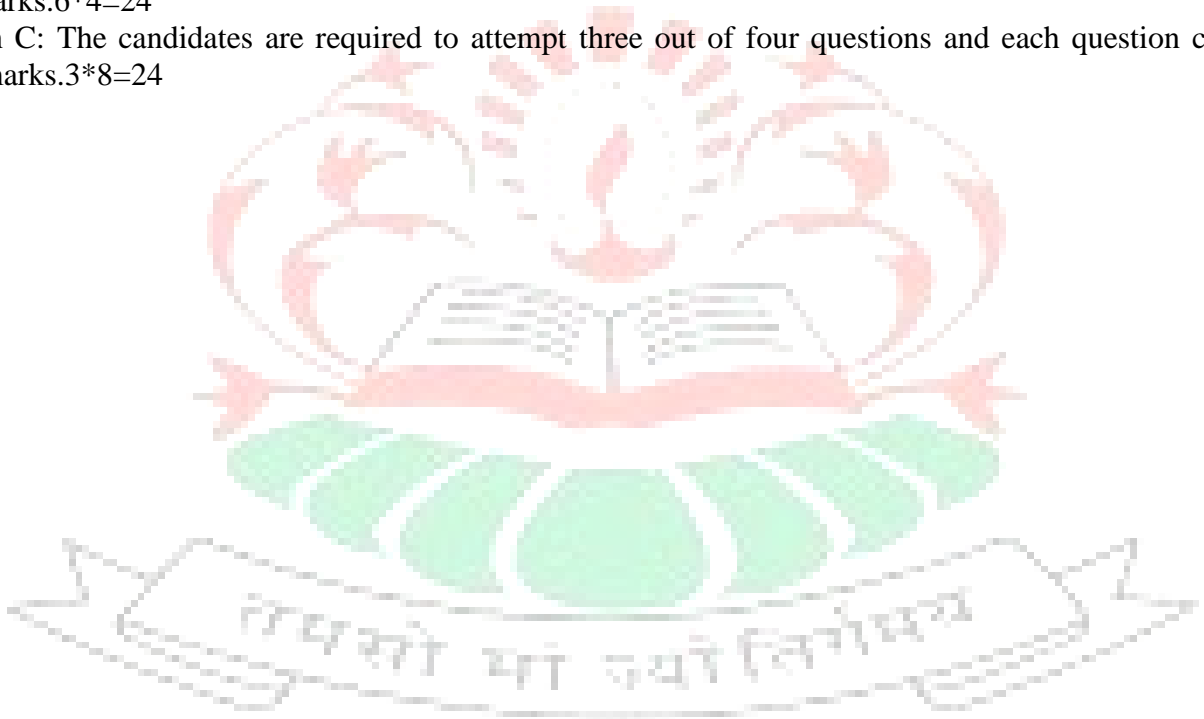 arks.6*4=24
n C: The candidates are required to attempt three out of four questions and each question c
narks.3*8=24
तमसो मा ज्योतिर्गमय